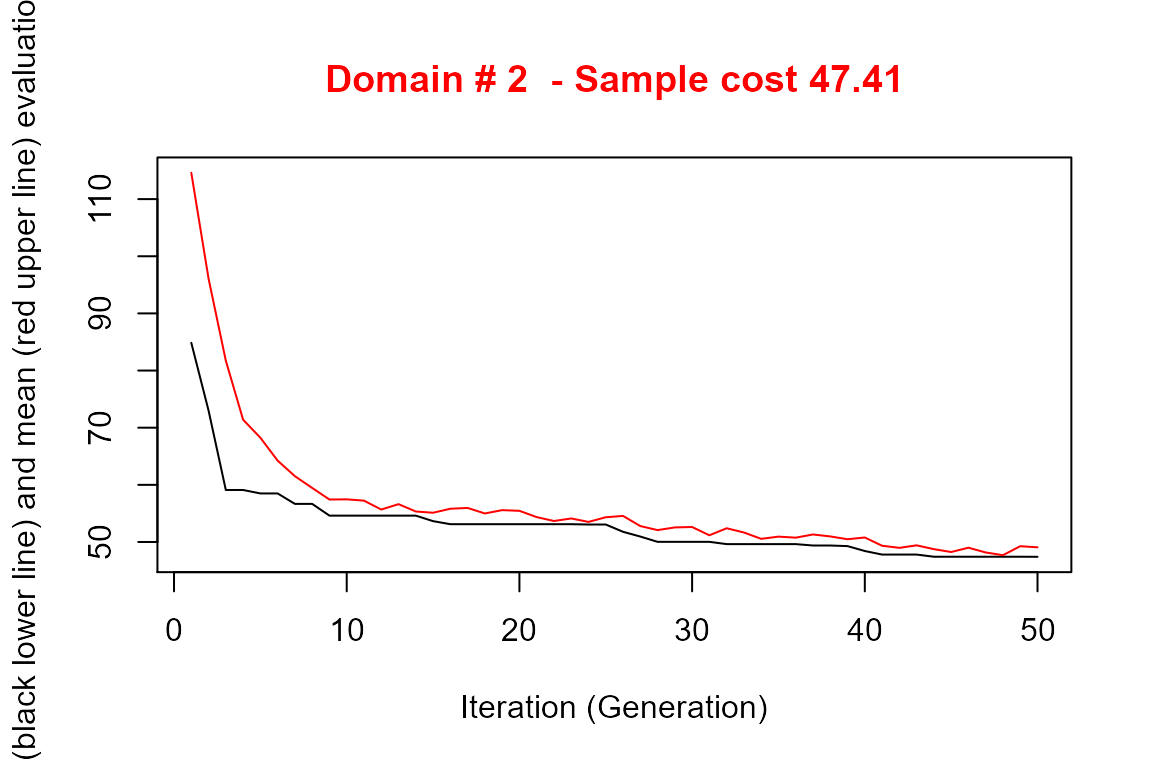 Domain # 2  - Sample cost 47.41
(black lower line) and mean (red upper line) evaluatio
110
90
70
50
0 10 20 30 40 50
Iteration (Generation)